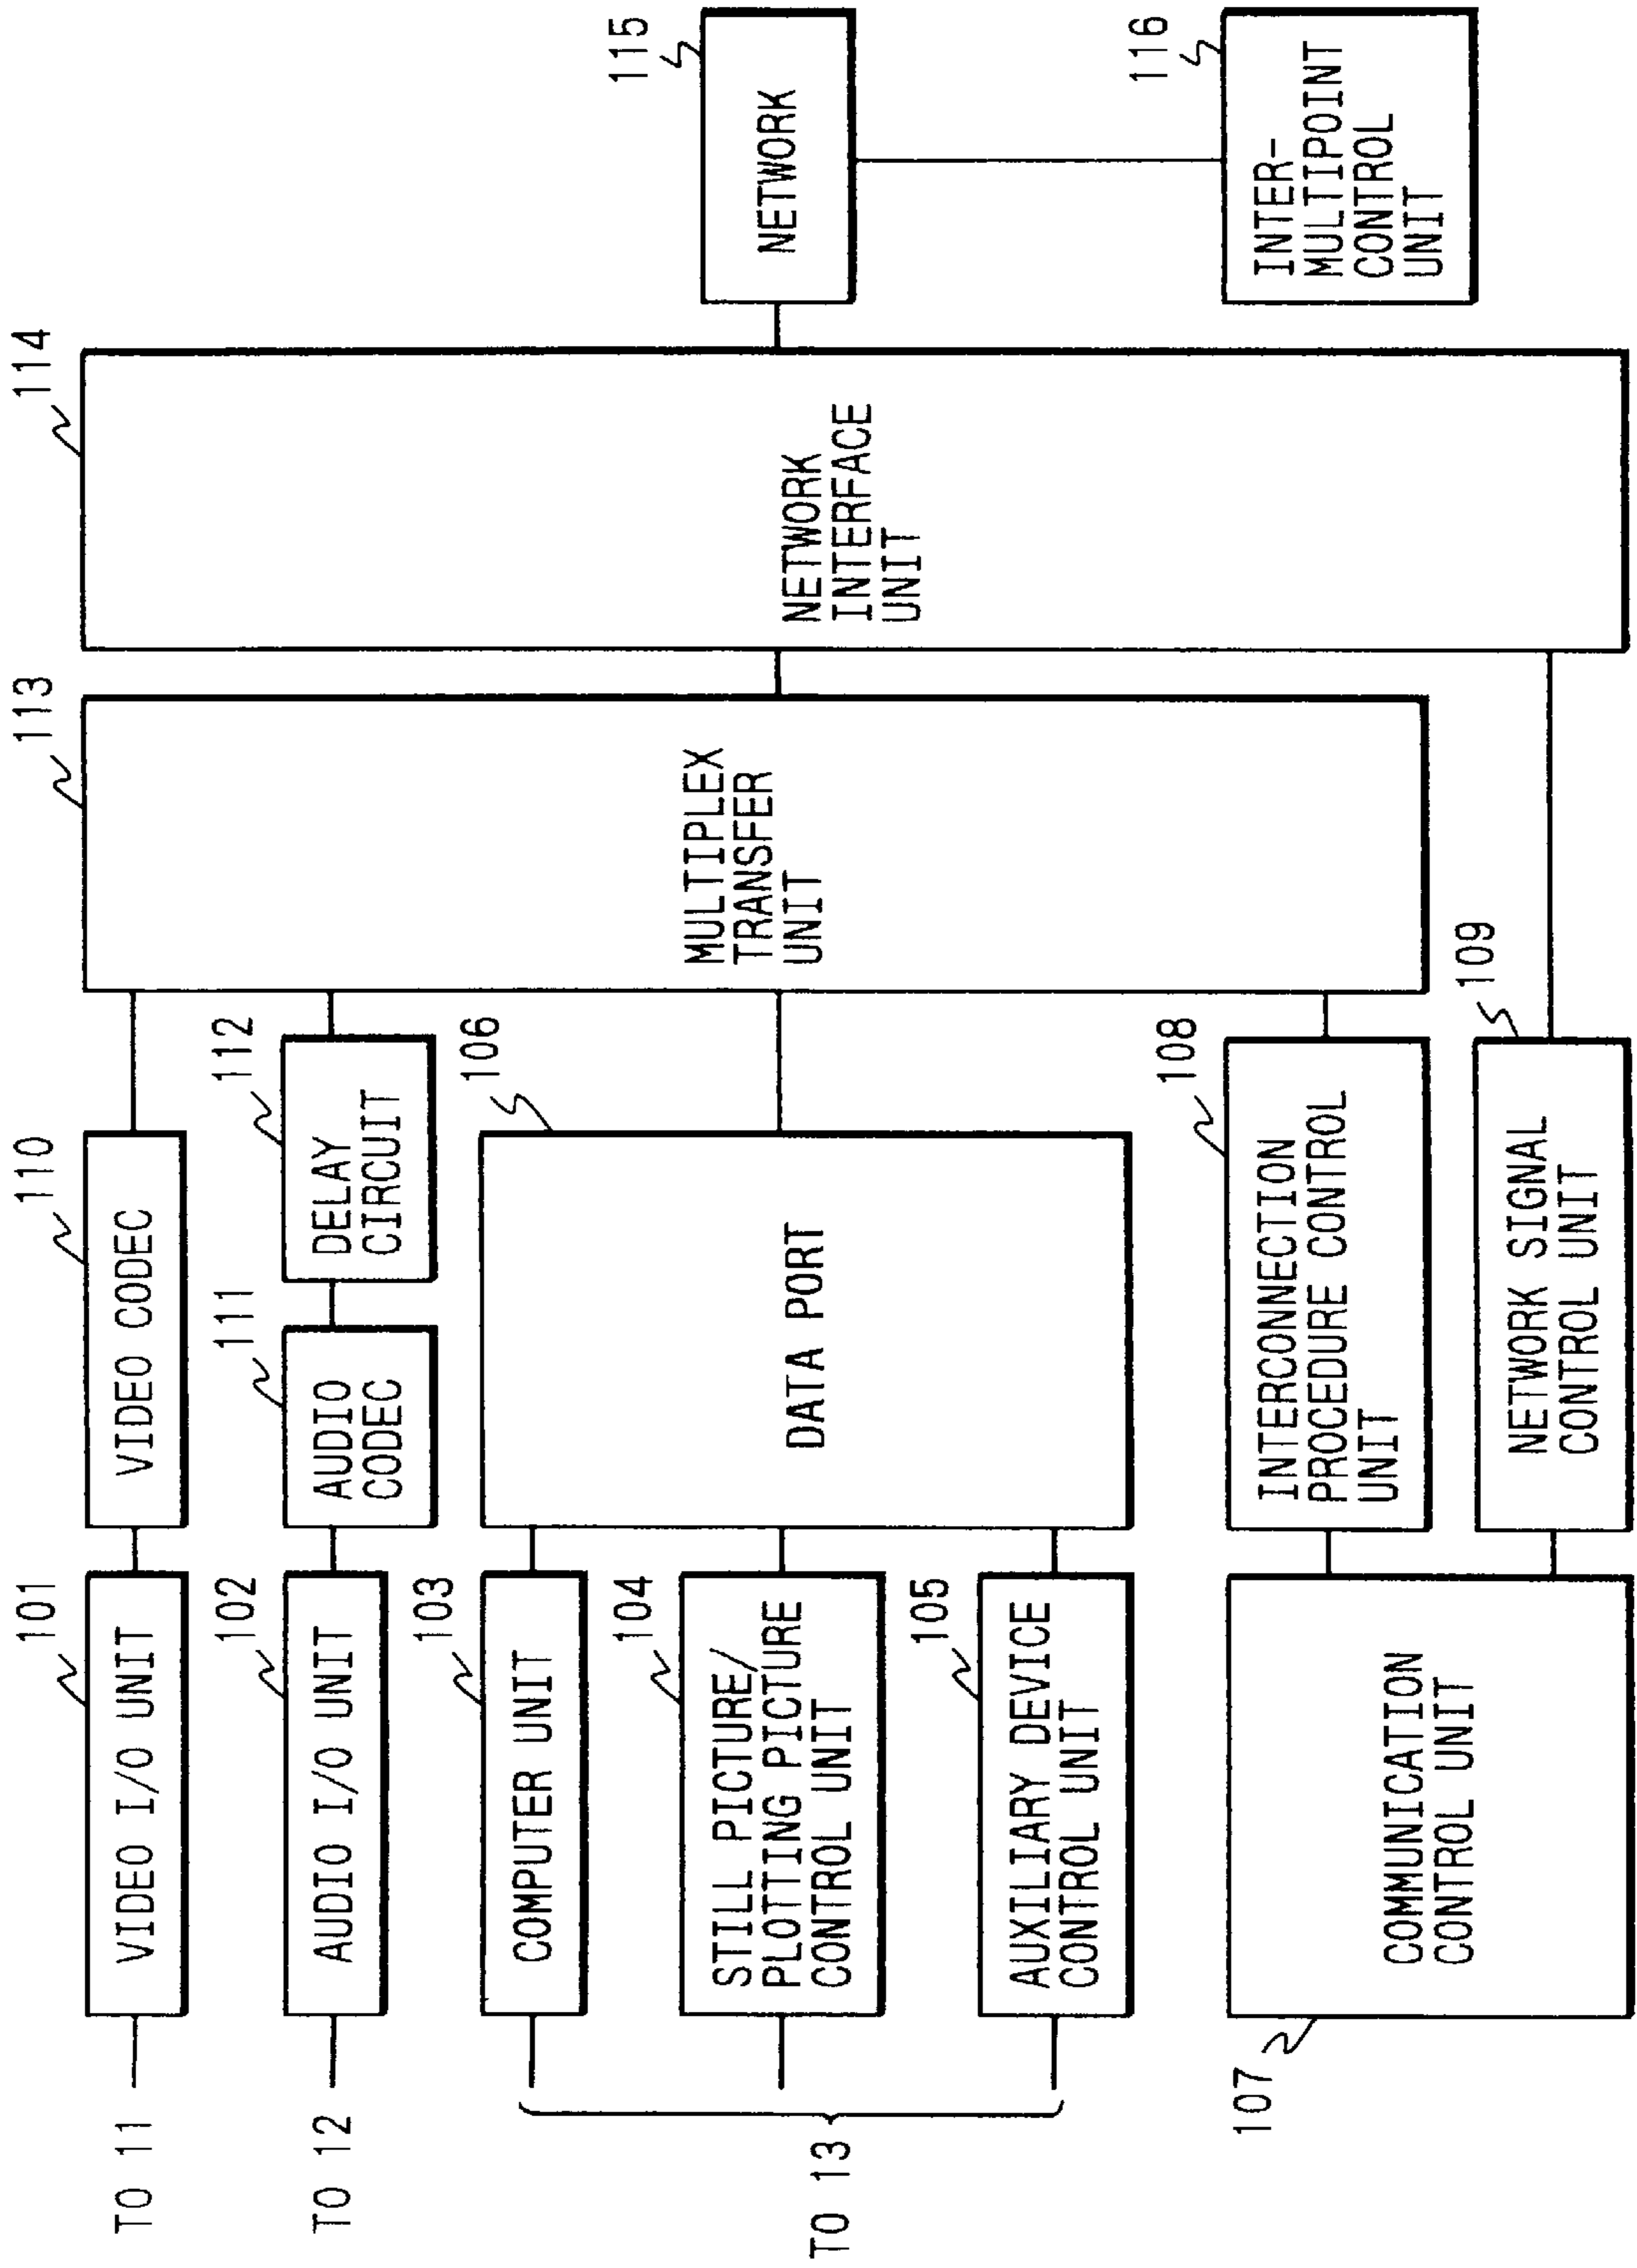 TO 11
101
VIDEO I/O UNIT
110
VIDEO CODEC
TO 12
102
AUDIO I/O UNIT
111
AUDIO
CODEC
112
DELAY
CIRCUIT
TO 13
103
COMPUTER UNIT
104
STILL PICTURE/
PLOTTING PICTURE
CONTROL UNIT
105
AUXILIARY DEVICE
CONTROL UNIT
106
DATA PORT
107
COMMUNICATION
CONTROL UNIT
108
INTERCONNECTION
PROCEDURE CONTROL
UNIT
109
NETWORK SIGNAL
CONTROL UNIT
113
MULTIPLEX
TRANSFER
UNIT
114
NETWORK
INTERFACE
UNIT
115
NETWORK
116
INTER-
MULTIPOINT
CONTROL
UNIT